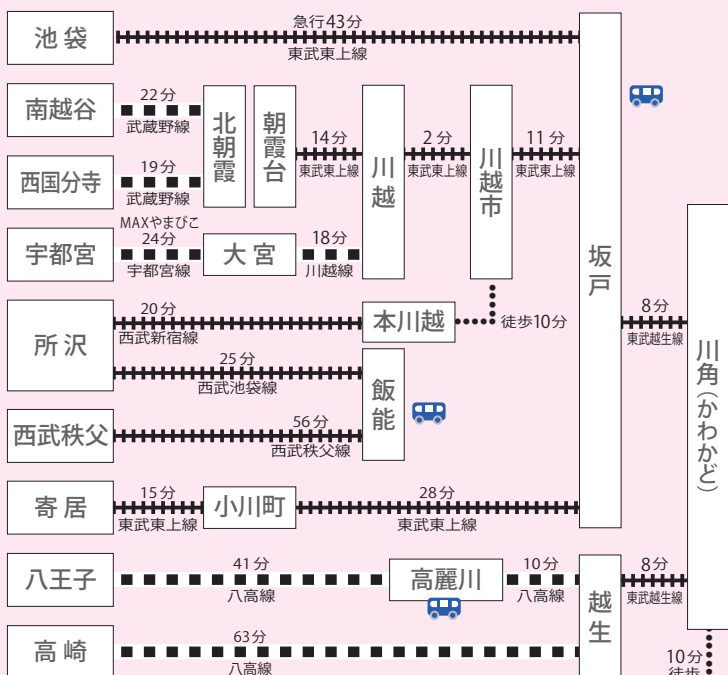 池袋
急行43分
東武東上線
南越谷
22分
武蔵野線
北朝霞
朝霞台
14分
東武東上線
川越
2分
東武東上線
川越市
11分
東武東上線
坂戸
西国分寺
19分
武蔵野線
宇都宮
MAXやまびこ
24分
宇都宮線
大宮
18分
川越線
所沢
20分
西武新宿線
本川越
徒歩10分
25分
西武池袋線
飯能
8分
東武越生線
川角(かわかど)
西武秩父
56分
西武秩父線
寄居
15分
東武東上線
小川町
28分
東武東上線
八王子
41分
八高線
高麗川
10分
八高線
越生
8分
東武越生線
高崎
63分
八高線
10分
徒歩